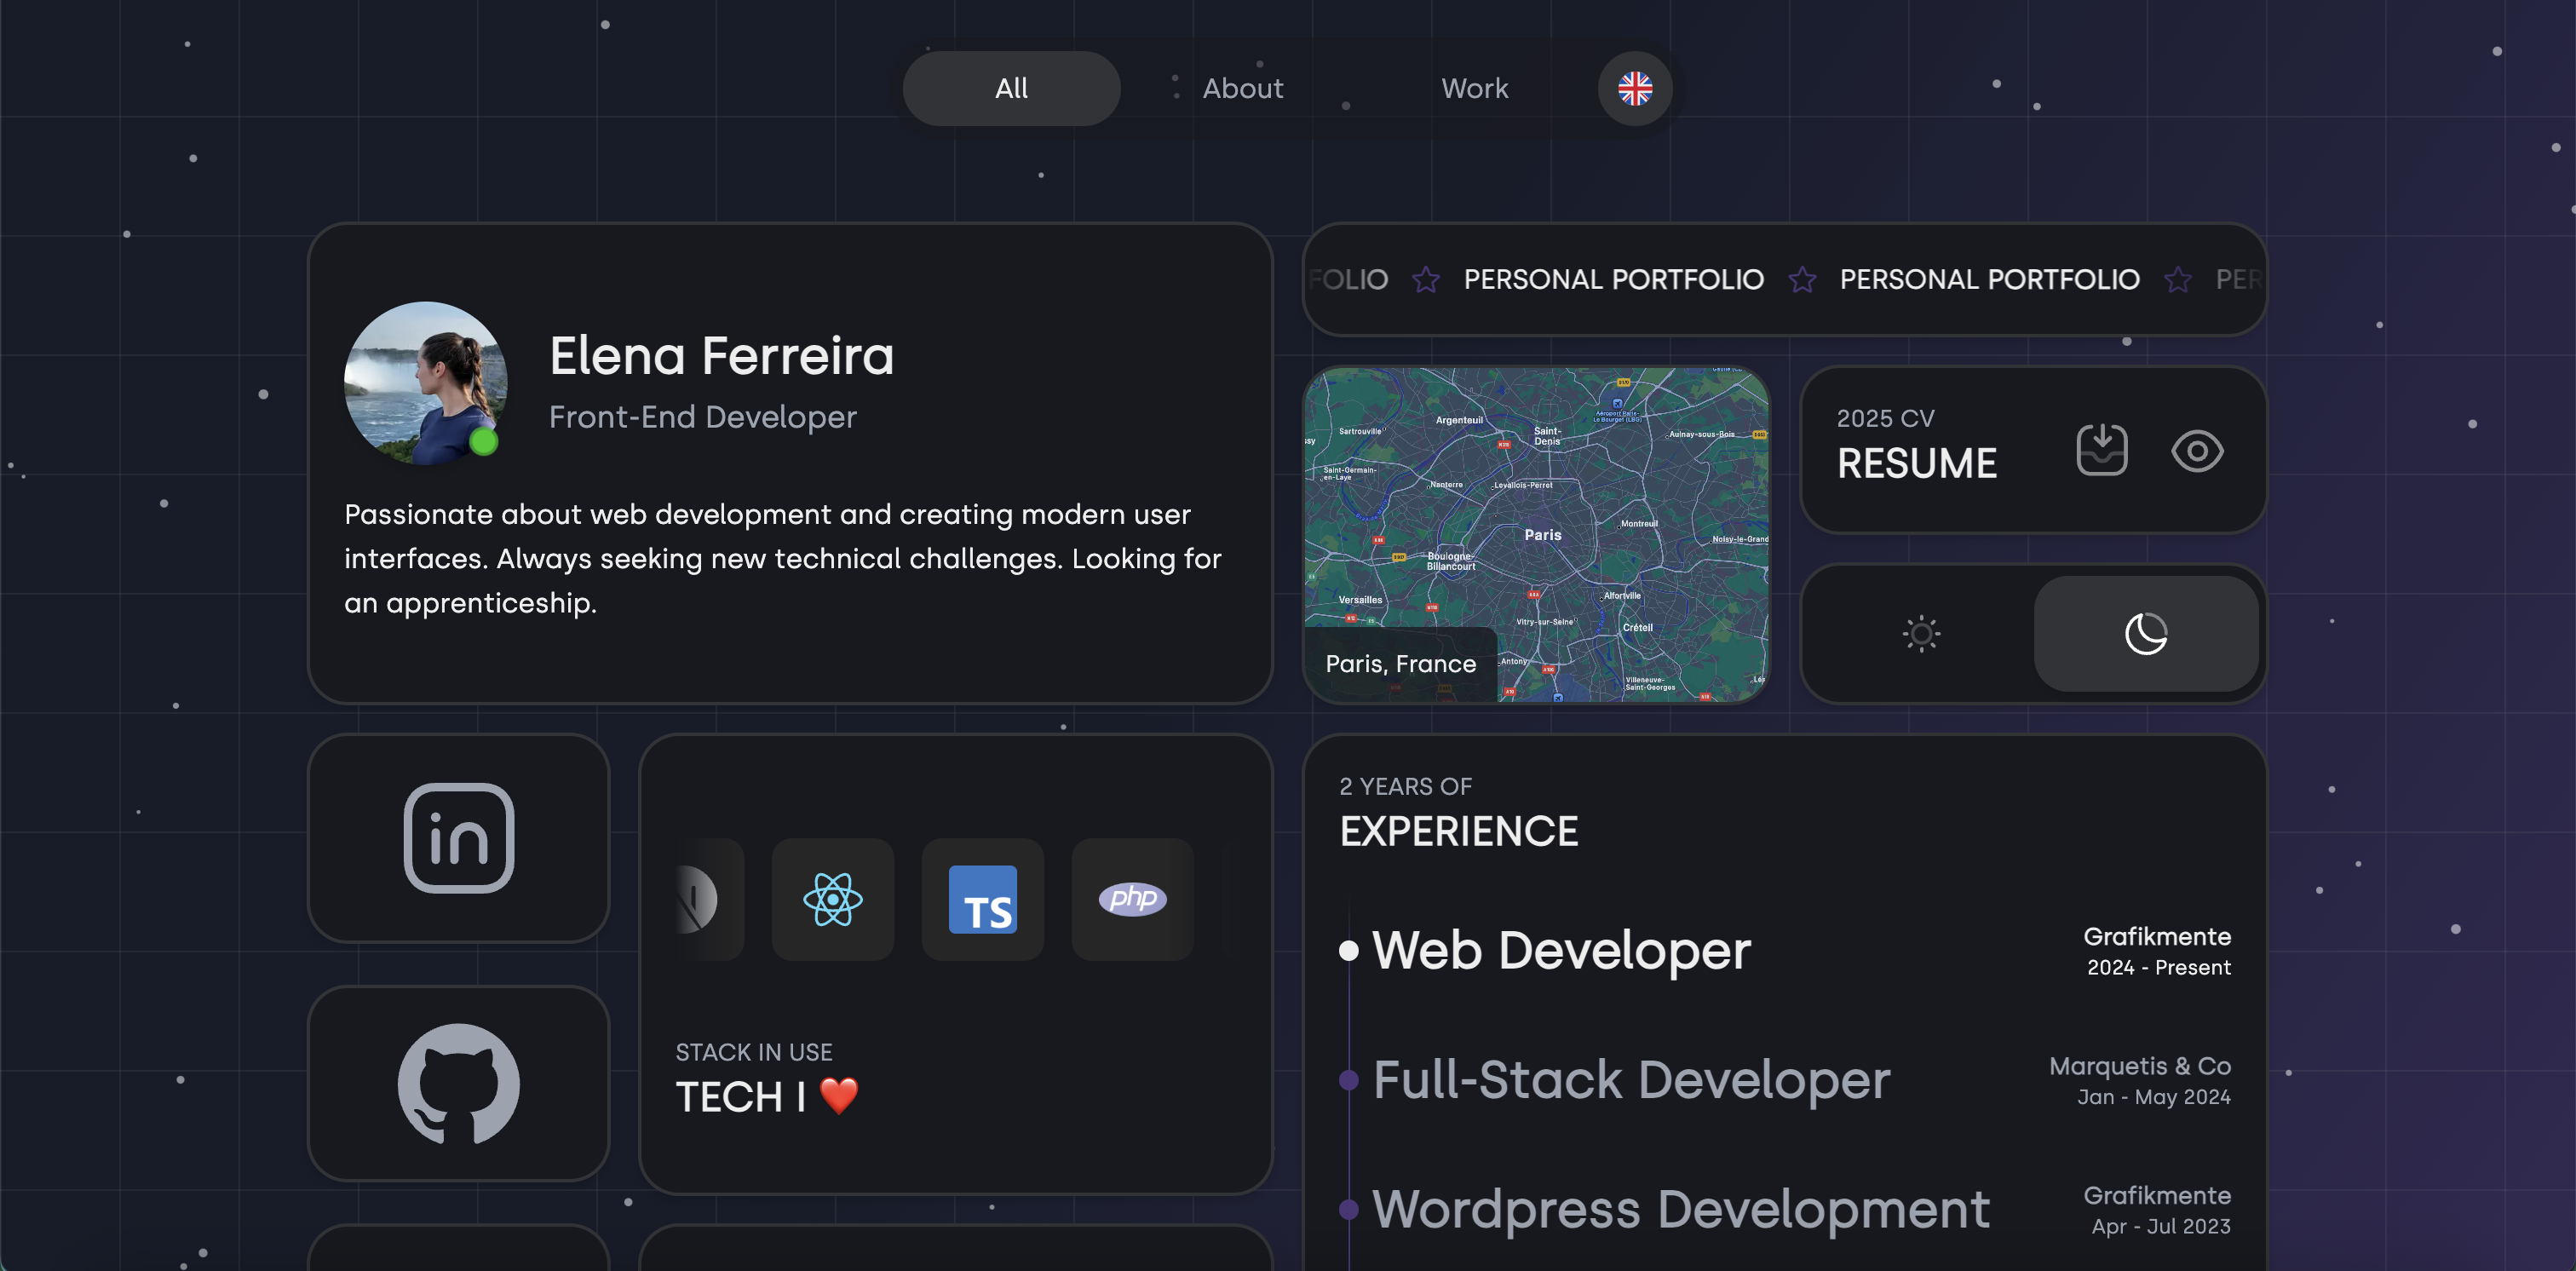 All
About
Work
Elena Ferreira
Front-End Developer
Passionate about web development and creating modern user
interfaces. Always seeking new technical challenges. Looking for
an apprenticeship.
FOLIO
PERSONAL PORTFOLIO
PERSONAL PORTFOLIO
PER
Argenteuil
Sartrouville
Saint-
Denis
Aéroport Paris-
Le Bourget (LBG)
Aulnay-sous-Bois
Saint-Germain-
en-Laye
Nanterre
Levallois-Perret
Paris
Montreuil
Noisy-le-Grand
Boulogne-
Billancourt
Versailles
Alfortville
Vitry-sur-Seine
Créteil
Antony
Villeneuve-
Saint-Georges
Paris, France
2025 CV
RESUME
in
TS
php
STACK IN USE
TECH I ❤️
2 YEARS OF
EXPERIENCE
Web Developer
Grafikmente
2024 - Present
Full-Stack Developer
Marquetis & Co
Jan - May 2024
Wordpress Development
Grafikmente
Apr - Jul 2023